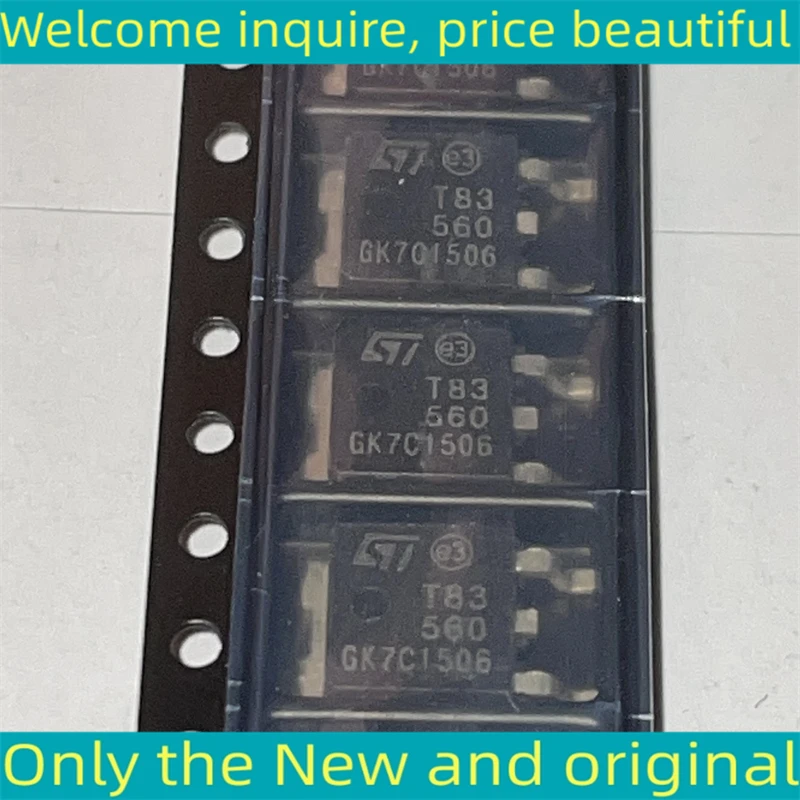 Welcome inquire, price beautiful
GK7C1506
ST e3
T83
560
GK7C1506
ST e3
T83
560
GK7C1506
ST e3
T83
560
GK7C1506
Only the New and original